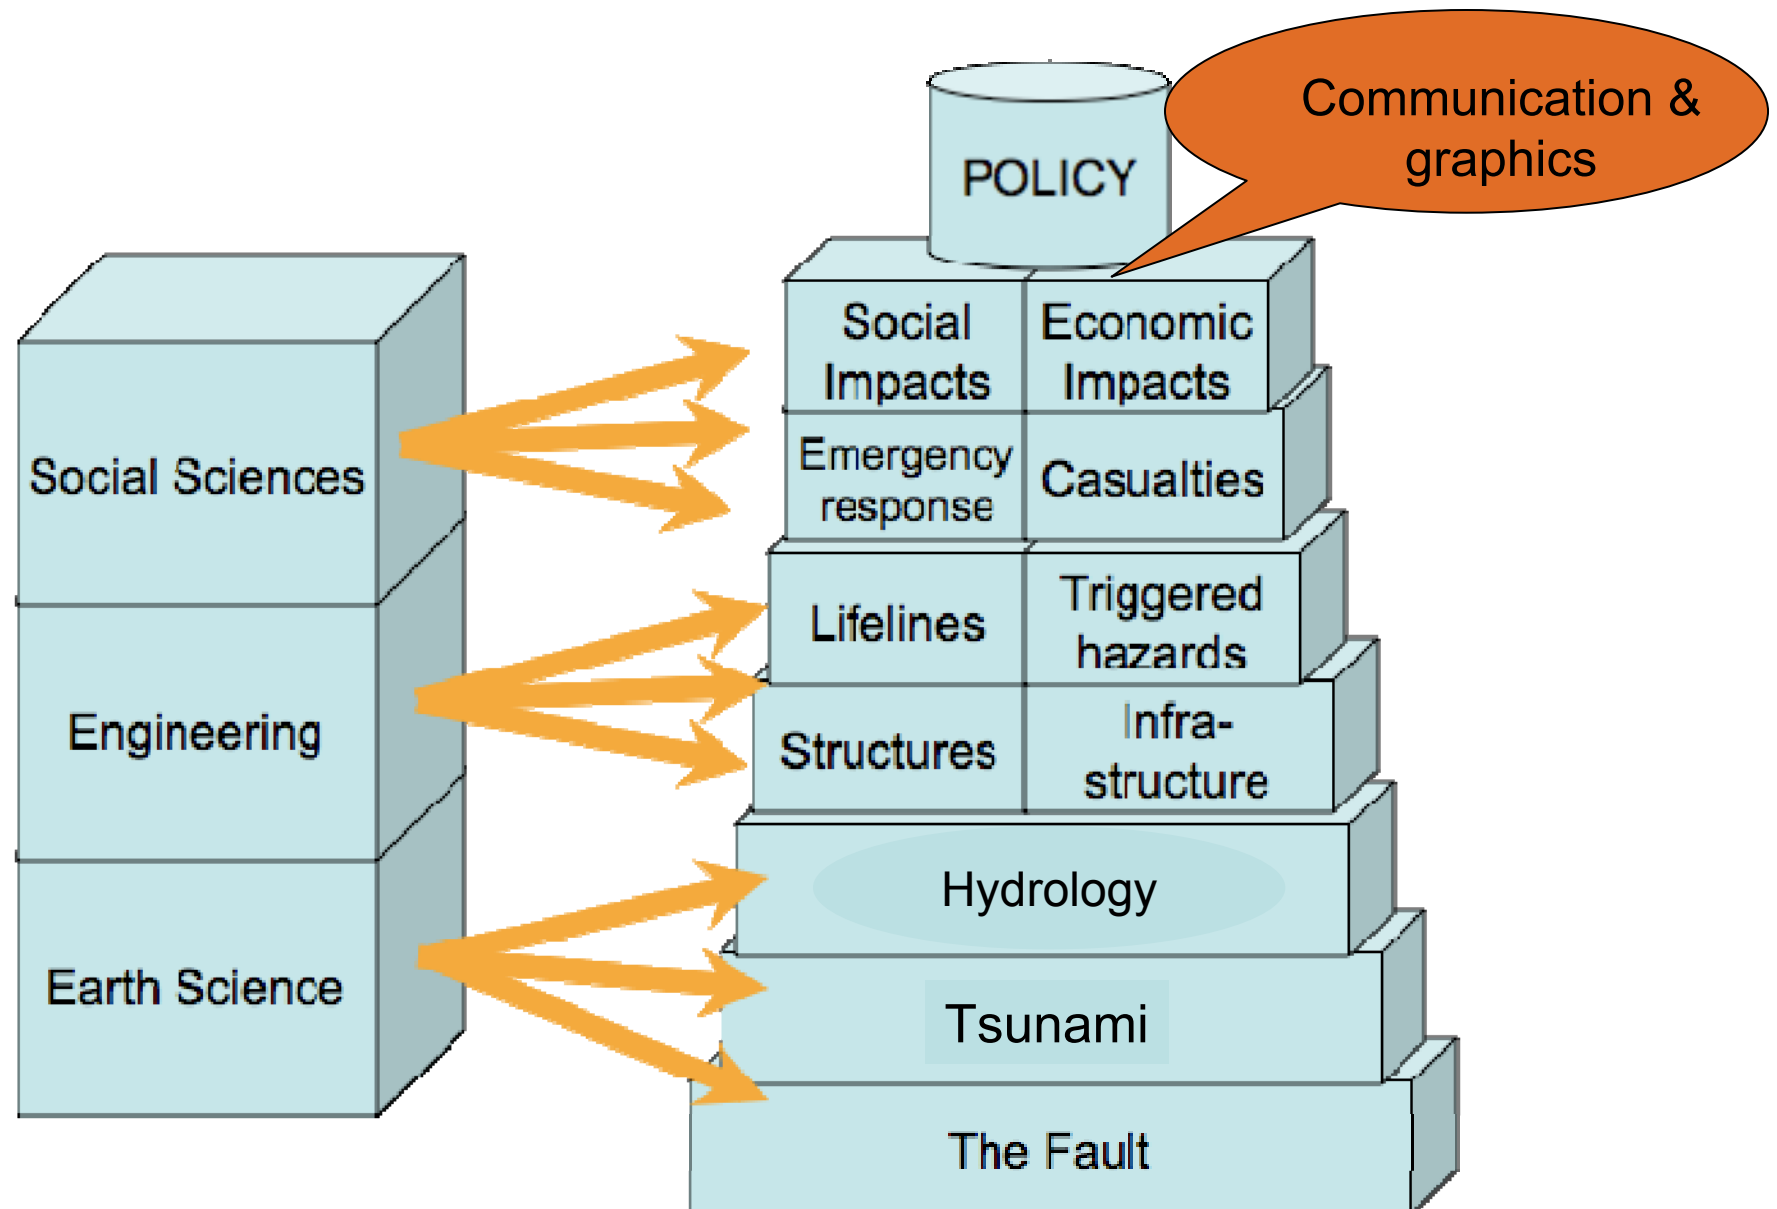 Communication &
graphics
POLICY
Social
Impacts
Economic
Impacts
Social Sciences
Emergency
response
Casualties
Lifelines
Triggered
hazards
Engineering
Structures
Infra-
structure
Hydrology
Earth Science
Tsunami
The Fault